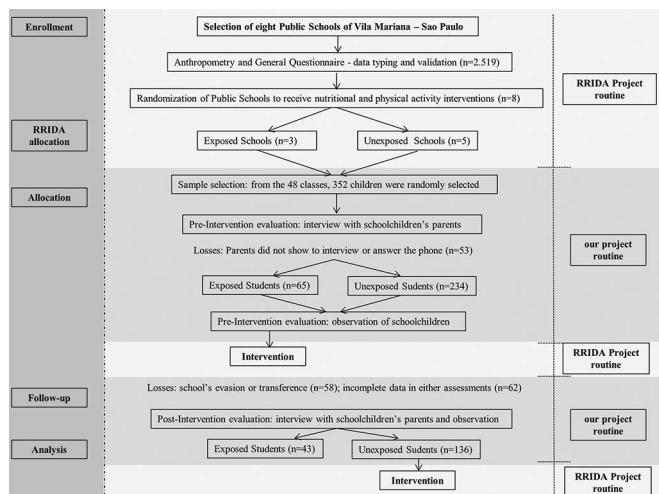 Enrollment
Selection of eight Public Schools of Vila Mariana – Sao Paulo
Anthropometry and General Questionnaire - data typing and validation (n=2.519)
RRIDA Project
routine
Randomization of Public Schools to receive nutritional and physical activity interventions (n=8)
RRIDA
allocation
Exposed Schools (n=3)
Unexposed Schools (n=5)
Allocation
Sample selection: from the 48 classes, 352 children were randomly selected
Pre-Intervention evaluation: interview with schoolchildren's parents
Losses: Parents did not show to interview or answer the phone (n=53)
our project
routine
Exposed Students (n=65)
Unexposed Sudents (n=234)
Pre-Intervention evaluation: observation of schoolchildren
Intervention
RRIDA Project
routine
Follow-up
Losses: school's evasion or transference (n=58); incomplete data in either assessments (n=62)
Post-Intervention evaluation: interview with schoolchildren's parents and observation
our project
routine
Analysis
Exposed Students (n=43)
Unexposed Sudents (n=136)
Intervention
RRIDA Project
routine